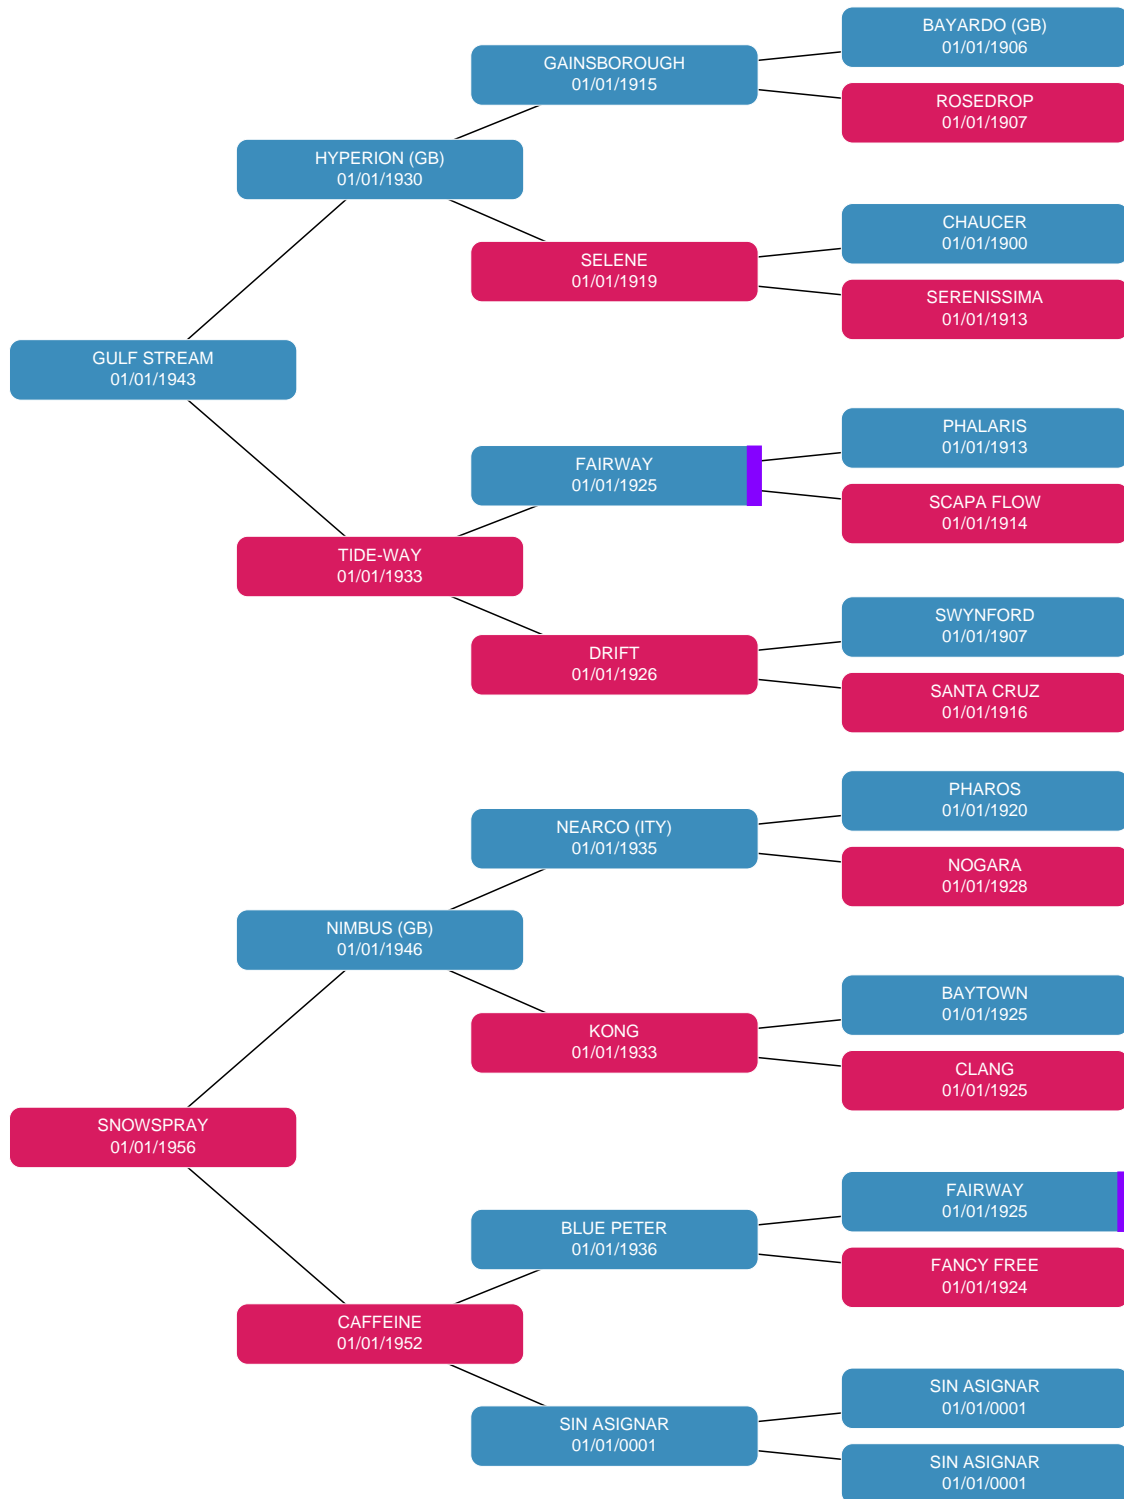 BAYARDO (GB)
01/01/1906
GAINSBOROUGH
01/01/1915
ROSEDROP
01/01/1907
HYPERION (GB)
01/01/1930
CHAUCER
01/01/1900
SELENE
01/01/1919
SERENISSIMA
01/01/1913
GULF STREAM
01/01/1943
PHALARIS
01/01/1913
FAIRWAY
01/01/1925
SCAPA FLOW
01/01/1914
TIDE-WAY
01/01/1933
SWYNFORD
01/01/1907
DRIFT
01/01/1926
SANTA CRUZ
01/01/1916
PHAROS
01/01/1920
NEARCO (ITY)
01/01/1935
NOGARA
01/01/1928
NIMBUS (GB)
01/01/1946
BAYTOWN
01/01/1925
KONG
01/01/1933
CLANG
01/01/1925
SNOWSPRAY
01/01/1956
FAIRWAY
01/01/1925
BLUE PETER
01/01/1936
FANCY FREE
01/01/1924
CAFFEINE
01/01/1952
SIN ASIGNAR
01/01/0001
SIN ASIGNAR
01/01/0001
SIN ASIGNAR
01/01/0001